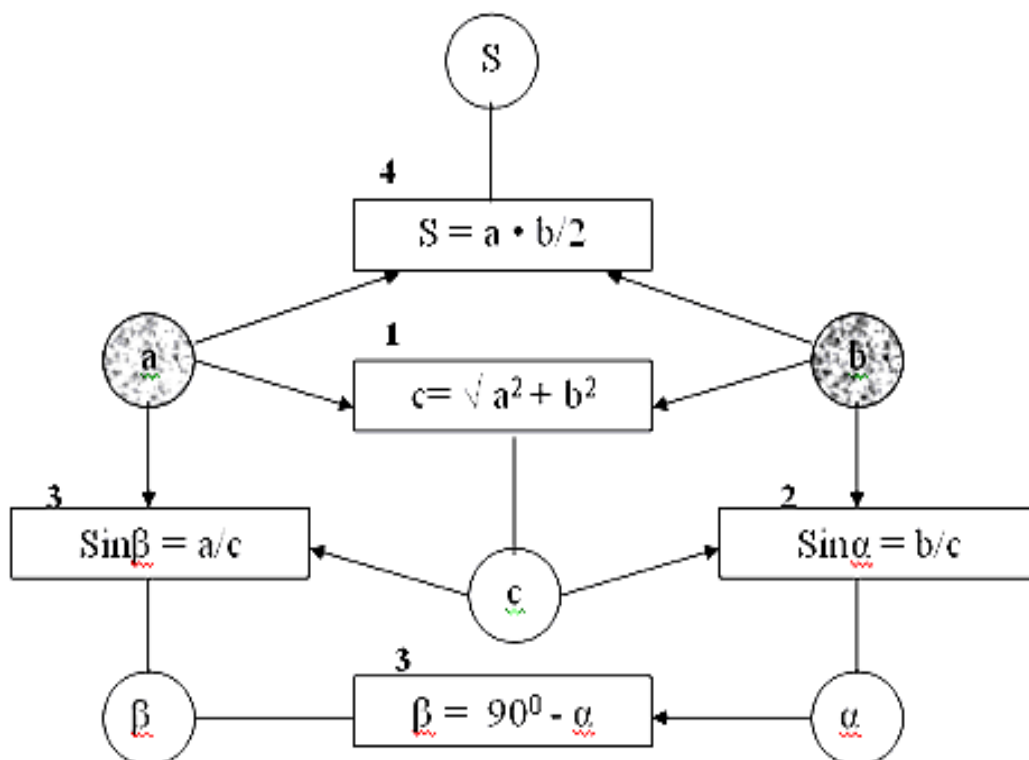 S
4
S = a • b/2
a
1
b
c= √ a² + b²
3
2
Sinβ = a/c
Sinα = b/c
c
3
β
β = 90⁰ - α
α